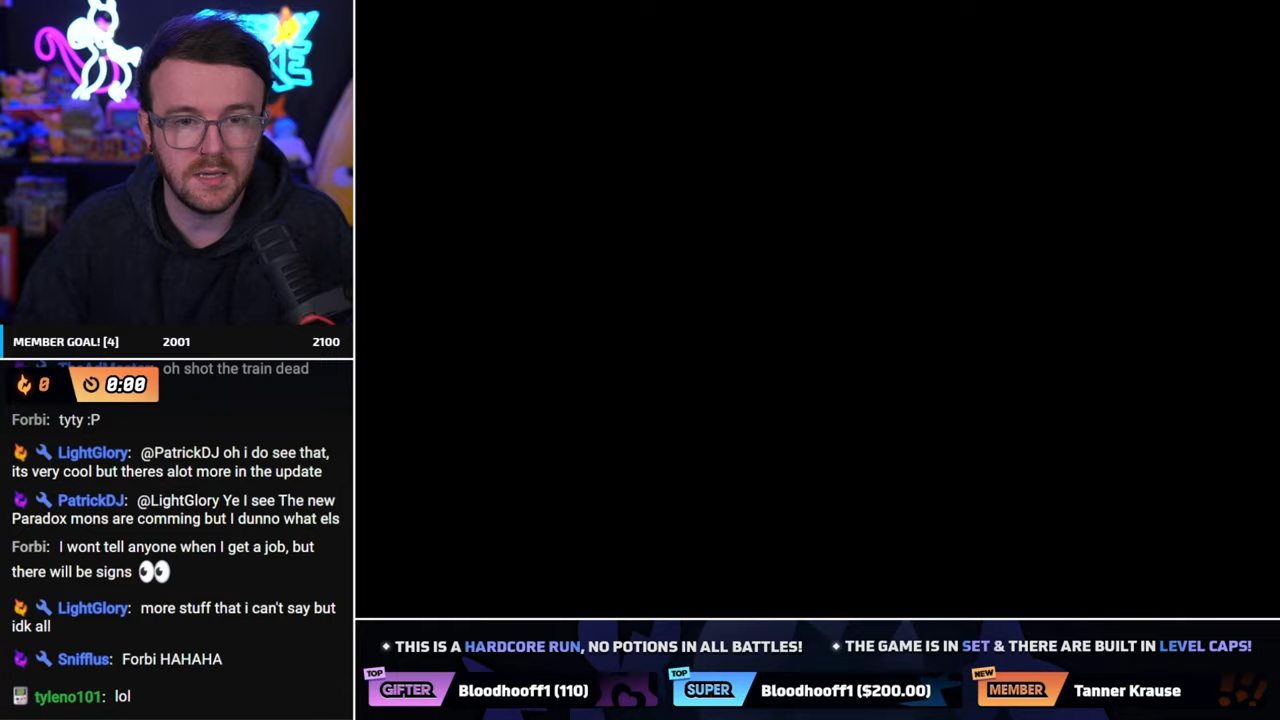 MEMBER GOAL! [4] 2001 2100
oh shot the train dead
0 0:00
Forbi: tyty :P
LightGlory: @PatrickDJ oh i do see that,
its very cool but theres alot more in the update
PatrickDJ: @LightGlory Ye I see The new
Paradox mons are comming but I dunno what els
Forbi: I wont tell anyone when I get a job, but
there will be signs 👀
LightGlory: more stuff that i can't say but
idk all
Snifflus: Forbi HAHAHA
tyleno101: lol
THIS IS A HARDCORE RUN, NO POTIONS IN ALL BATTLES! THE GAME IS IN SET & THERE ARE BUILT IN LEVEL CAPS!
TOP GIFTER Bloodhooff1 (110) TOP SUPER Bloodhooff1 ($200.00) NEW MEMBER Tanner Krause